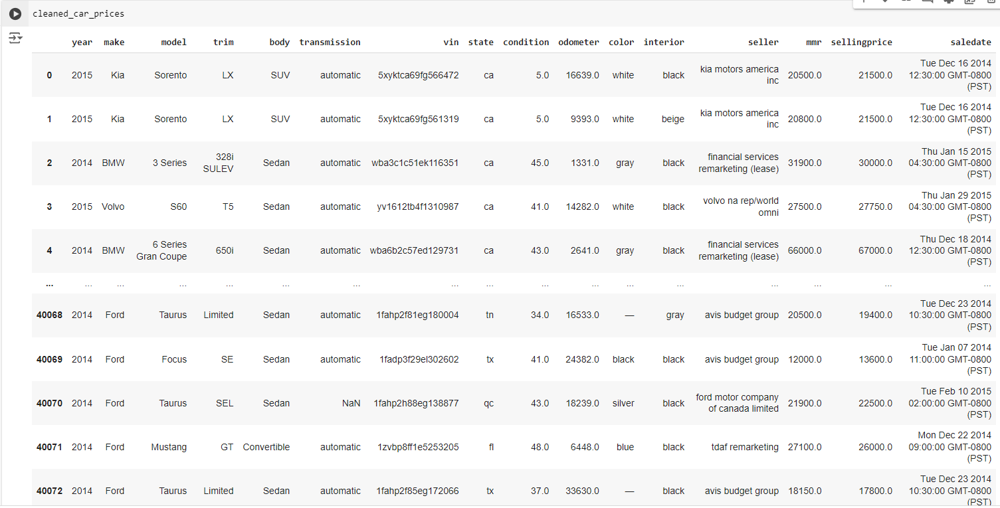 cleaned_car_prices
year make model trim body transmission vin state condition odometer color interior seller mmr sellingprice saledate
0 2015 Kia Sorento LX SUV automatic 5xyktca69fg566472 ca 5.0 16639.0 white black kia motors america inc 20500.0 21500.0 Tue Dec 16 2014 12:30:00 GMT-0800 (PST)
1 2015 Kia Sorento LX SUV automatic 5xyktca69fg561319 ca 5.0 9393.0 white beige kia motors america inc 20800.0 21500.0 Tue Dec 16 2014 12:30:00 GMT-0800 (PST)
2 2014 BMW 3 Series 328i SULEV Sedan automatic wba3c1c51ek116351 ca 45.0 1331.0 gray black financial services remarketing (lease) 31900.0 30000.0 Thu Jan 15 2015 04:30:00 GMT-0800 (PST)
3 2015 Volvo S60 T5 Sedan automatic yv1612tb4f1310987 ca 41.0 14282.0 white black volvo na rep/world omni 27500.0 27750.0 Thu Jan 29 2015 04:30:00 GMT-0800 (PST)
4 2014 BMW 6 Series Gran Coupe 650i Sedan automatic wba6b2c57ed129731 ca 43.0 2641.0 gray black financial services remarketing (lease) 66000.0 67000.0 Thu Dec 18 2014 12:30:00 GMT-0800 (PST)
... ... ... ... ... ... ... ... ... ... ... ... ... ... ... ... ...
40068 2014 Ford Taurus Limited Sedan automatic 1fahp2f81eg180004 tn 34.0 16533.0 — gray avis budget group 20500.0 19400.0 Tue Dec 23 2014 10:30:00 GMT-0800 (PST)
40069 2014 Ford Focus SE Sedan automatic 1fadp3f29el302602 tx 41.0 24382.0 black black avis budget group 12000.0 13600.0 Tue Jan 07 2014 11:00:00 GMT-0800 (PST)
40070 2014 Ford Taurus SEL Sedan NaN 1fahp2h88eg138877 qc 43.0 18239.0 silver black ford motor company of canada limited 21900.0 22500.0 Tue Feb 10 2015 02:00:00 GMT-0800 (PST)
40071 2014 Ford Mustang GT Convertible automatic 1zvbp8ff1e5253205 fl 48.0 6448.0 blue black tdaf remarketing 27100.0 26000.0 Mon Dec 22 2014 09:00:00 GMT-0800 (PST)
40072 2014 Ford Taurus Limited Sedan automatic 1fahp2f85eg172066 tx 37.0 33630.0 — black avis budget group 18150.0 17800.0 Tue Dec 23 2014 10:30:00 GMT-0800 (PST)